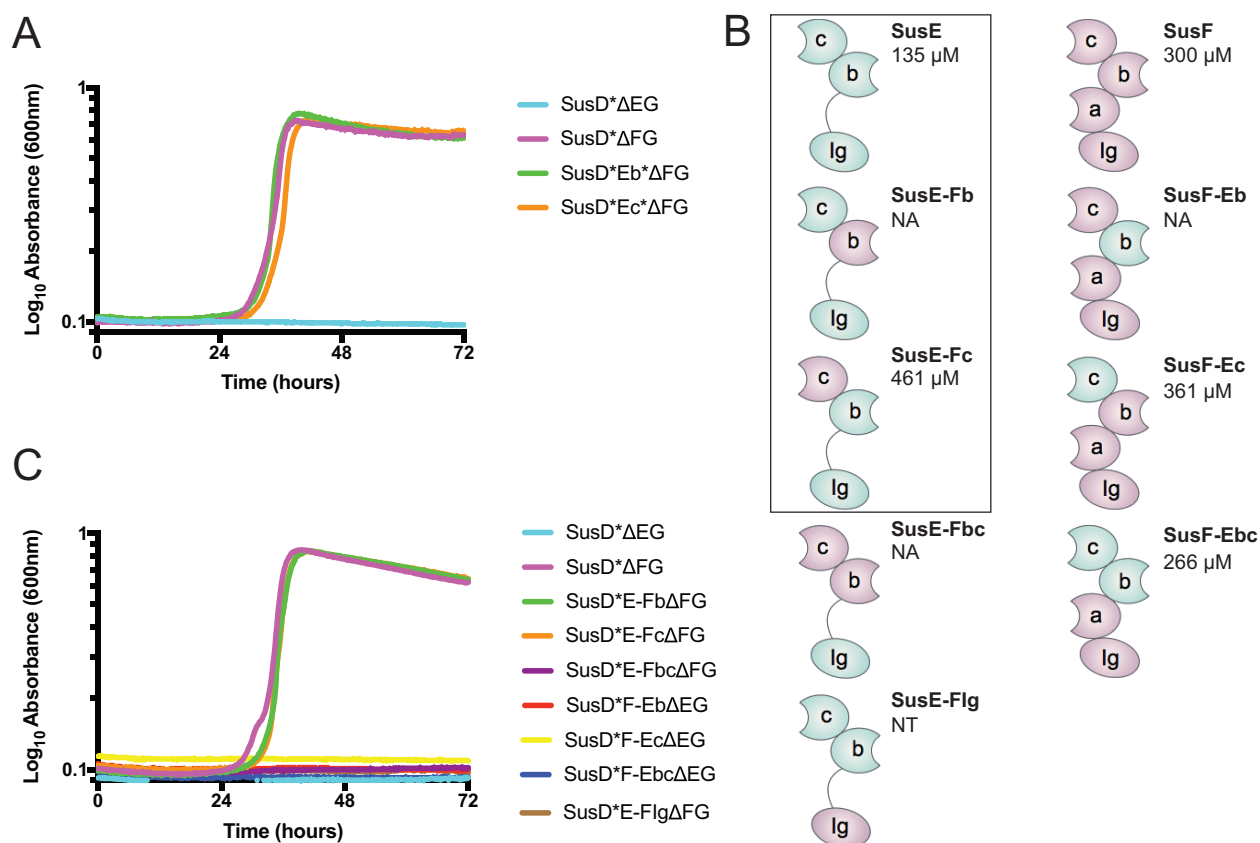 A
Log10 Absorbance (600nm)
1
0.1
0
24
48
72
Time (hours)
SusD*ΔEG
SusD*ΔFG
SusD*Eb*ΔFG
SusD*Ec*ΔFG
B
c
b
Ig
SusE
135 μM
c
b
Ig
SusE-Fb
NA
c
b
Ig
SusE-Fc
461 μM
c
b
Ig
SusE-Fbc
NA
c
b
Ig
SusE-FIg
NT
c
b
a
Ig
SusF
300 μM
c
b
a
Ig
SusF-Eb
NA
c
b
a
Ig
SusF-Ec
361 μM
c
b
a
Ig
SusF-Ebc
266 μM
C
Log10 Absorbance (600nm)
1
0.1
0
24
48
72
Time (hours)
SusD*ΔEG
SusD*ΔFG
SusD*E-FbΔFG
SusD*E-FcΔFG
SusD*E-FbcΔFG
SusD*F-EbΔEG
SusD*F-EcΔEG
SusD*F-EbcΔEG
SusD*E-FIgΔFG